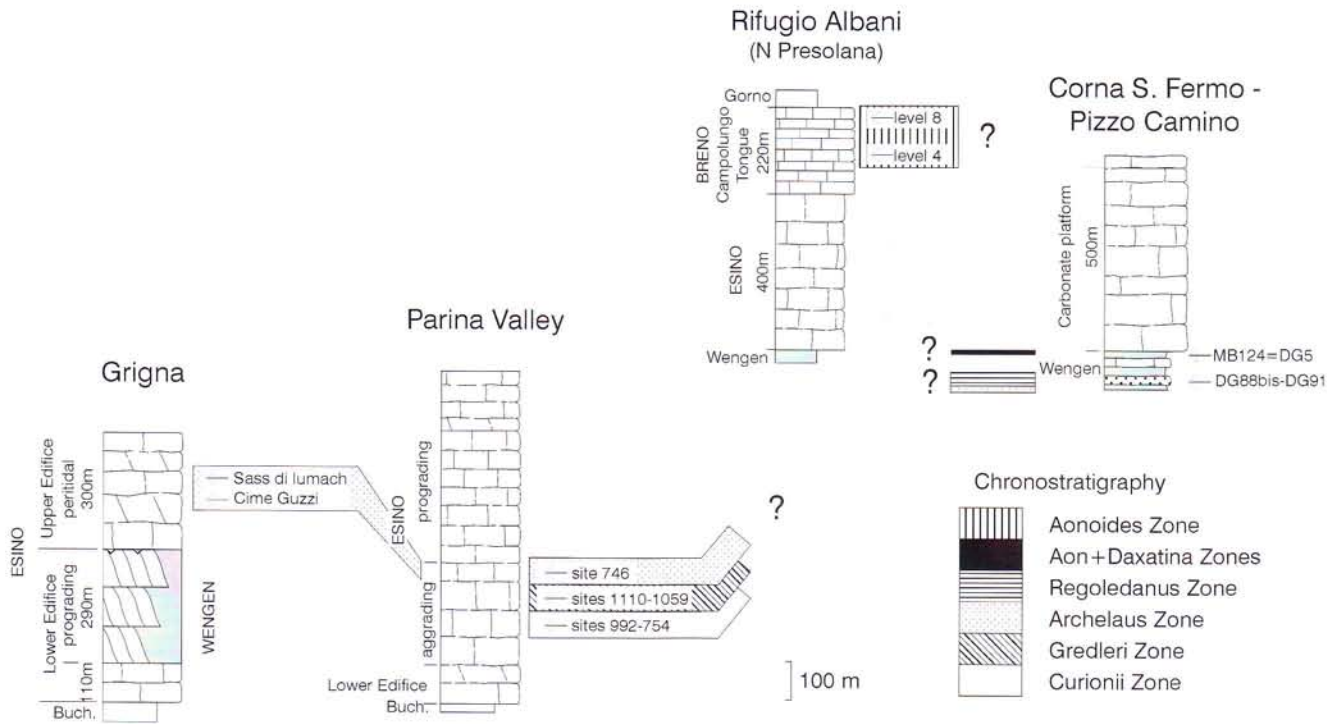 Rifugio Albani
(N Presolana)
Gorno
BRENO
Campolungo
Tongue
220m
level 8
level 4
?
ESINO
400m
Wengen
Corna S. Fermo -
Pizzo Camino
Carbonate platform
500m
?
?
Wengen
MB124=DG5
DG88bis-DG91
Parina Valley
ESINO
prograding
aggrading
Lower Edifice
Buch.
site 746
sites 1110-1059
sites 992-754
?
Grigna
ESINO
Upper Edifice
peritidal
300m
Lower Edifice
prograding
290m
110m
Buch.
WENGEN
Sass di lumach
Cime Guzzi
100 m
Chronostratigraphy
Aonoides Zone
Aon+Daxatina Zones
Regoledanus Zone
Archelaus Zone
Gredleri Zone
Curionii Zone